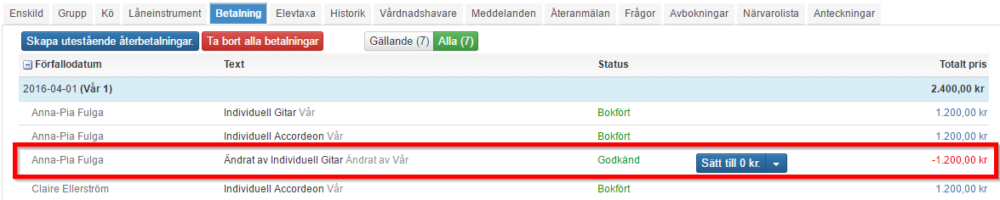 Enskild Grupp Kö Låneinstrument Betalning Elevtaxa Historik Vårdnadshavare Meddelanden Återanmälan Frågor Avbokningar Närvarolista Anteckningar
Skapa utestående återbetalningar. Ta bort alla betalningar Gällande (7) Alla (7)
Förfallodatum Text Status Totalt pris
2016-04-01 (Vår 1) 2.400,00 kr
Anna-Pia Fulga Individuell Gitar Vår Bokfört 1.200,00 kr
Anna-Pia Fulga Individuell Accordeon Vår Bokfört 1.200,00 kr
Anna-Pia Fulga Ändrat av Individuell Gitar Ändrat av Vår Godkänd Sätt till 0 kr. -1.200,00 kr
Claire Ellerström Individuell Accordeon Vår Bokfört 1.200,00 kr